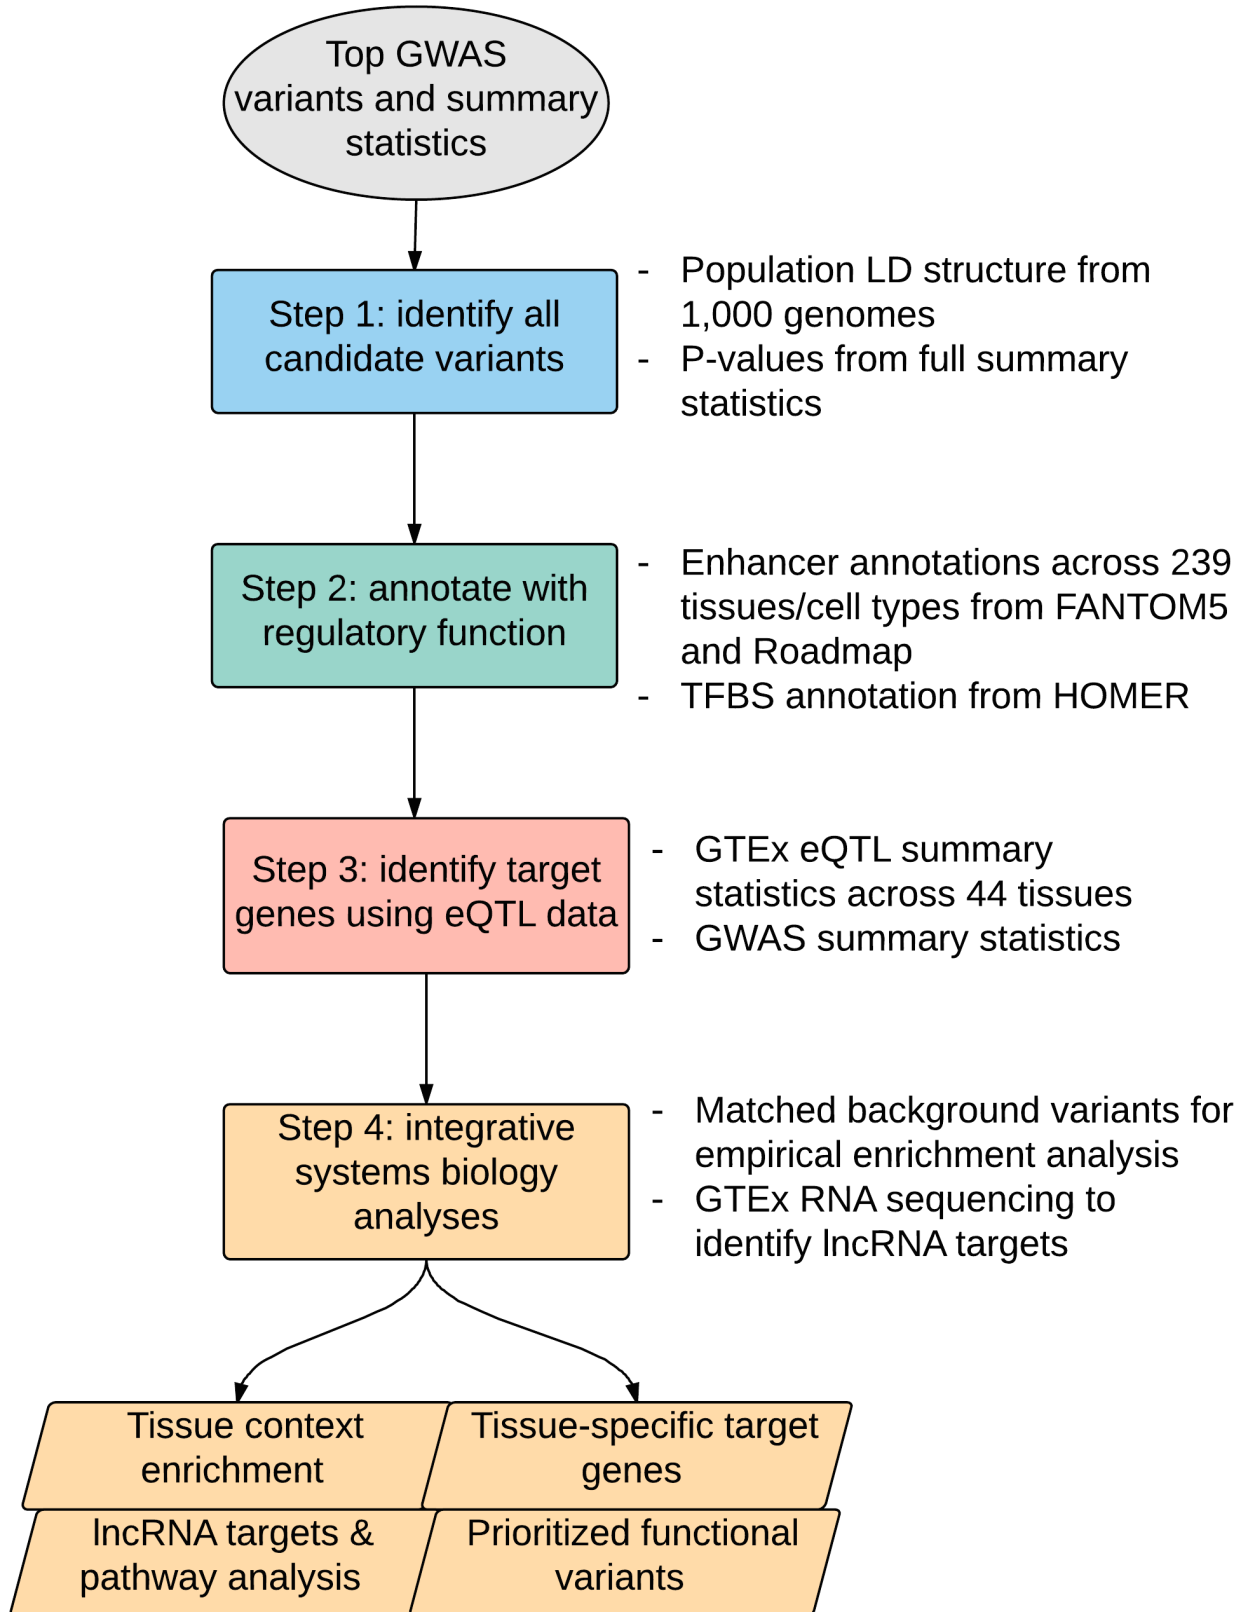 Top GWAS
variants and summary
statistics
Step 1: identify all
candidate variants
- Population LD structure from
1,000 genomes
- P-values from full summary
statistics
Step 2: annotate with
regulatory function
- Enhancer annotations across 239
tissues/cell types from FANTOM5
and Roadmap
- TFBS annotation from HOMER
Step 3: identify target
genes using eQTL data
- GTEx eQTL summary
statistics across 44 tissues
- GWAS summary statistics
Step 4: integrative
systems biology
analyses
- Matched background variants for
empirical enrichment analysis
- GTEx RNA sequencing to
identify lncRNA targets
Tissue context
enrichment
Tissue-specific target
genes
lncRNA targets &
pathway analysis
Prioritized functional
variants